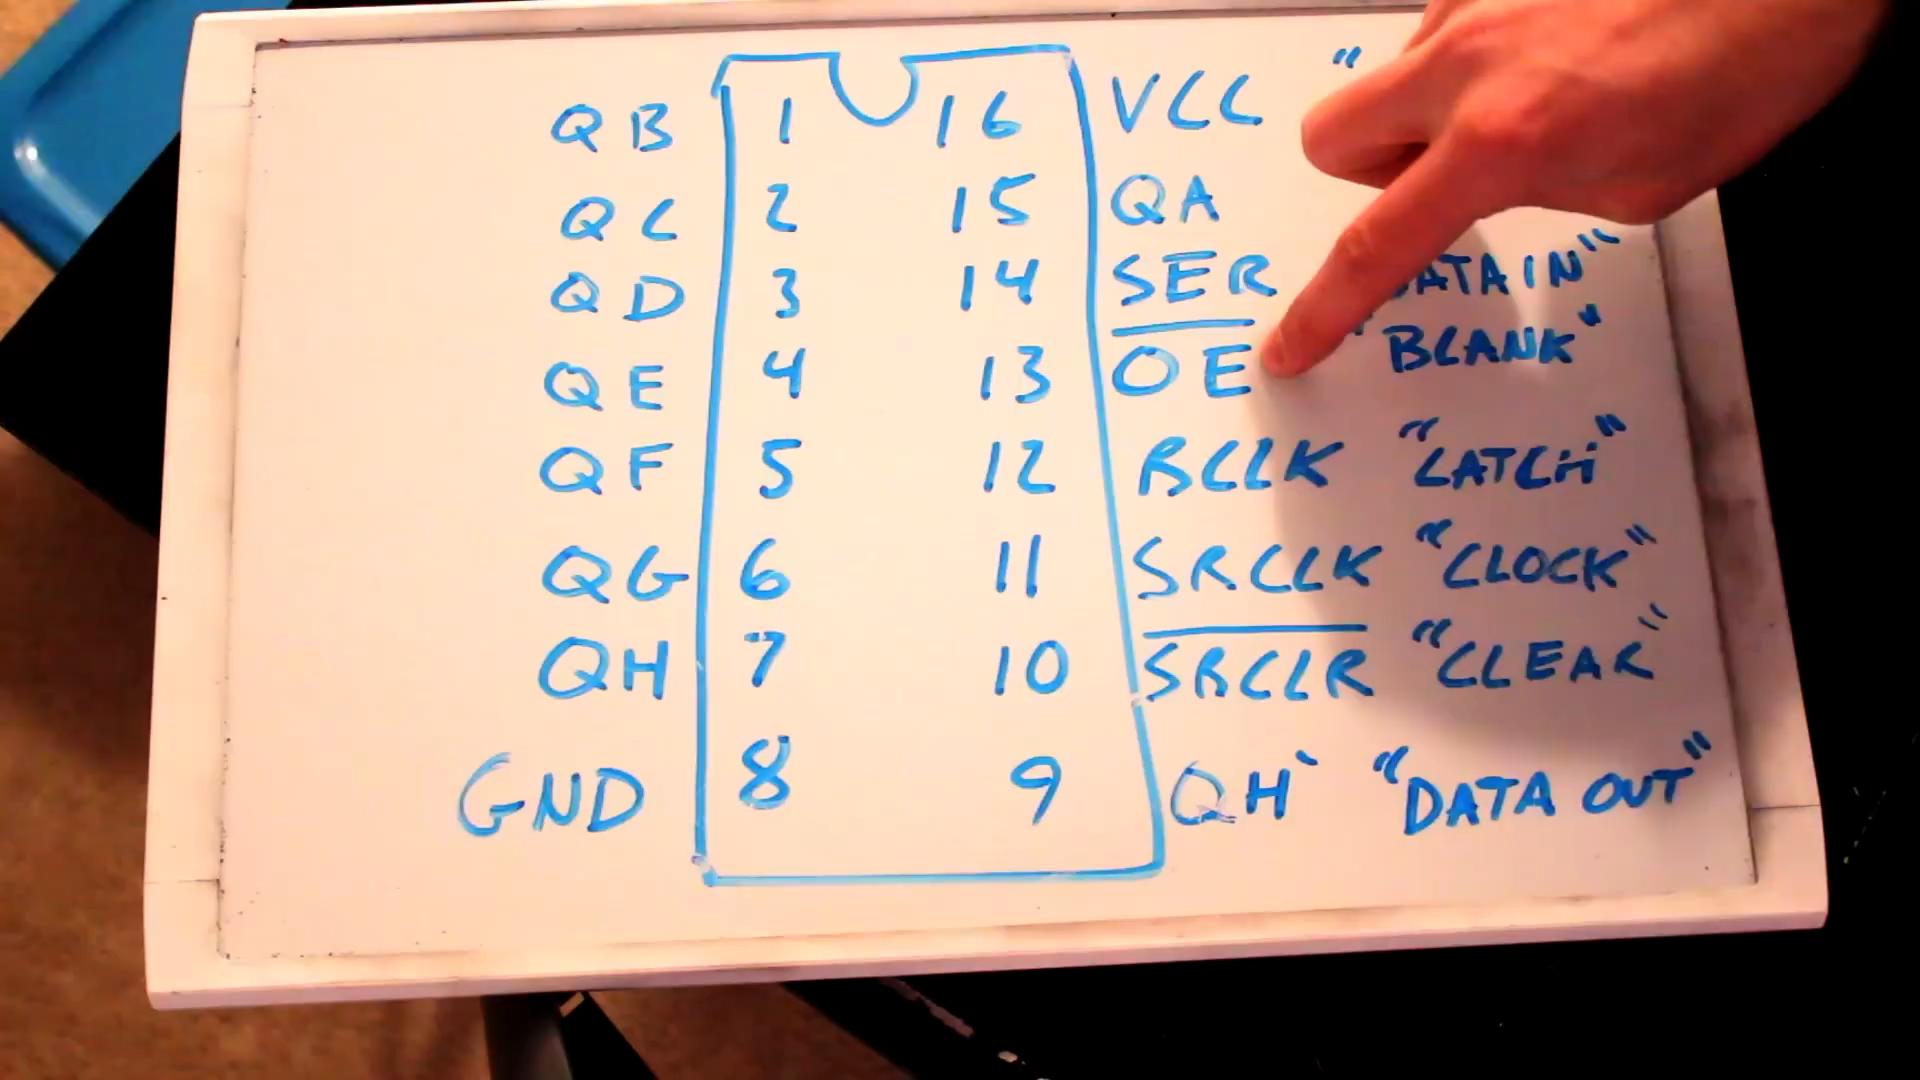 QB 1 16 VCC "
QC 2 15 QA
QD 3 14 SER DATA IN"
QE 4 13 OE "BLANK"
QF 5 12 RCLK "LATCH"
QG 6 11 SRCLK "CLOCK"
QH 7 10 SRCLR "CLEAR"
GND 8 9 QH` "DATA OUT"